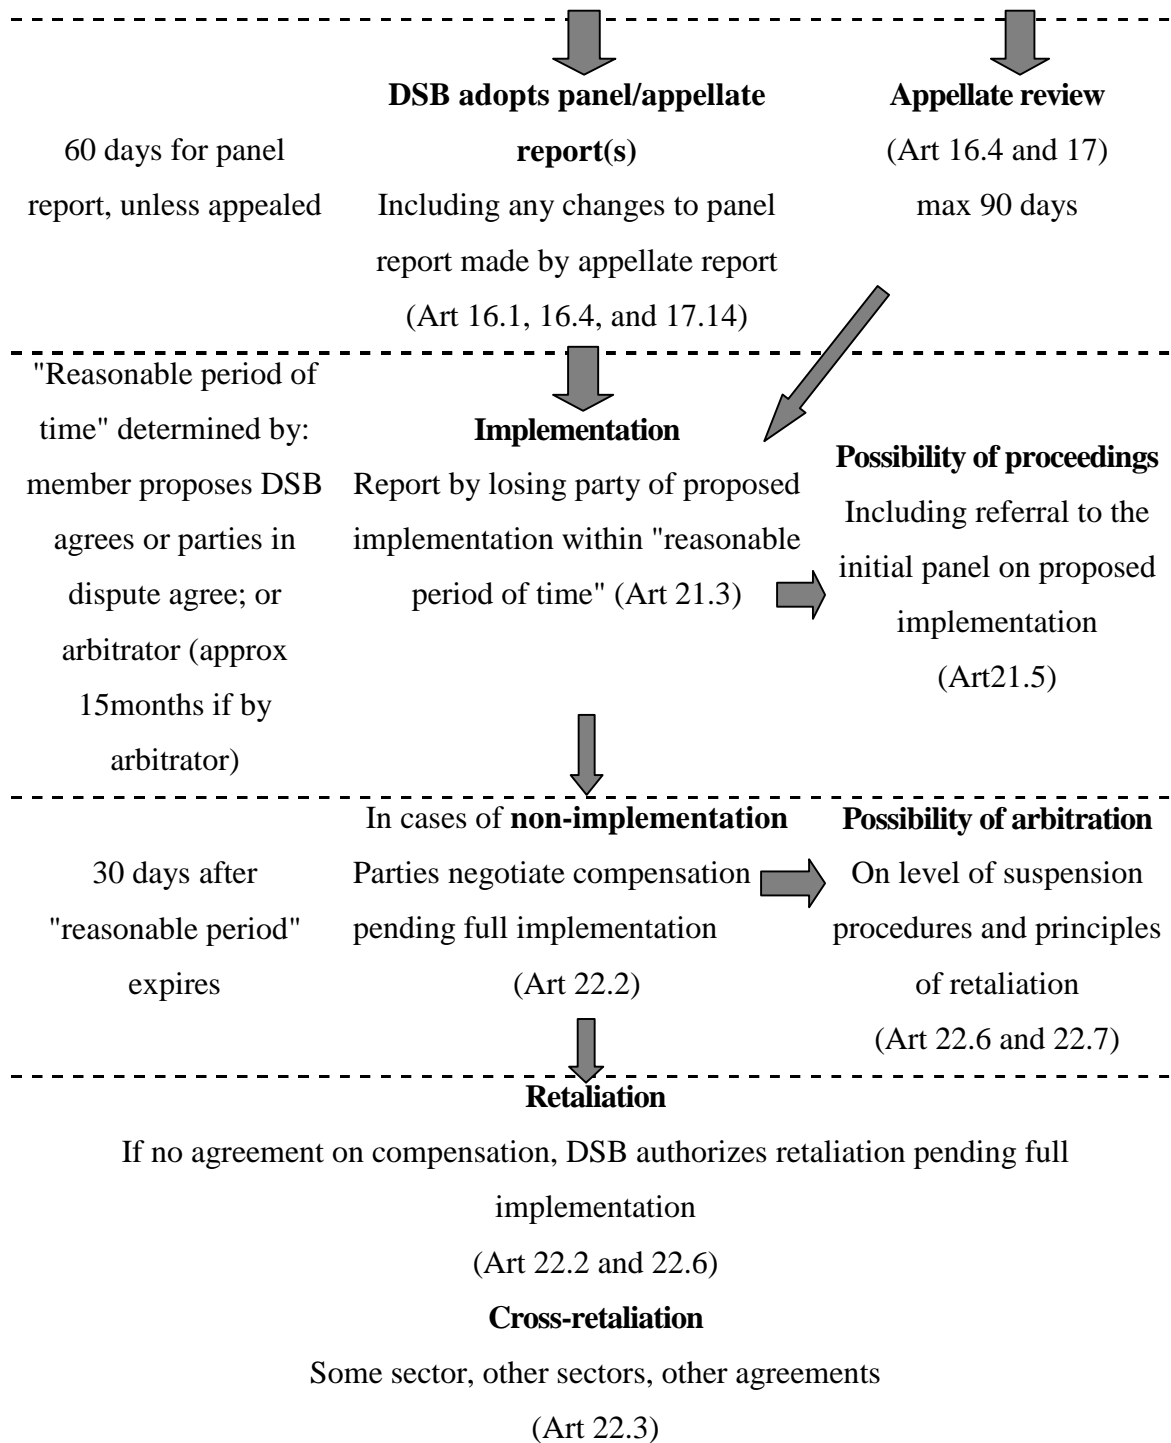 60 days for panel
report, unless appealed
DSB adopts panel/appellate
report(s)
Including any changes to panel
report made by appellate report
(Art 16.1, 16.4, and 17.14)
Appellate review
(Art 16.4 and 17)
max 90 days
"Reasonable period of
time" determined by:
member proposes DSB
agrees or parties in
dispute agree; or
arbitrator (approx
15months if by
arbitrator)
Implementation
Report by losing party of proposed
implementation within "reasonable
period of time" (Art 21.3)
Possibility of proceedings
Including referral to the
initial panel on proposed
implementation
(Art21.5)
30 days after
"reasonable period"
expires
In cases of non-implementation
Parties negotiate compensation
pending full implementation
(Art 22.2)
Possibility of arbitration
On level of suspension
procedures and principles
of retaliation
(Art 22.6 and 22.7)
Retaliation
If no agreement on compensation, DSB authorizes retaliation pending full
implementation
(Art 22.2 and 22.6)
Cross-retaliation
Some sector, other sectors, other agreements
(Art 22.3)